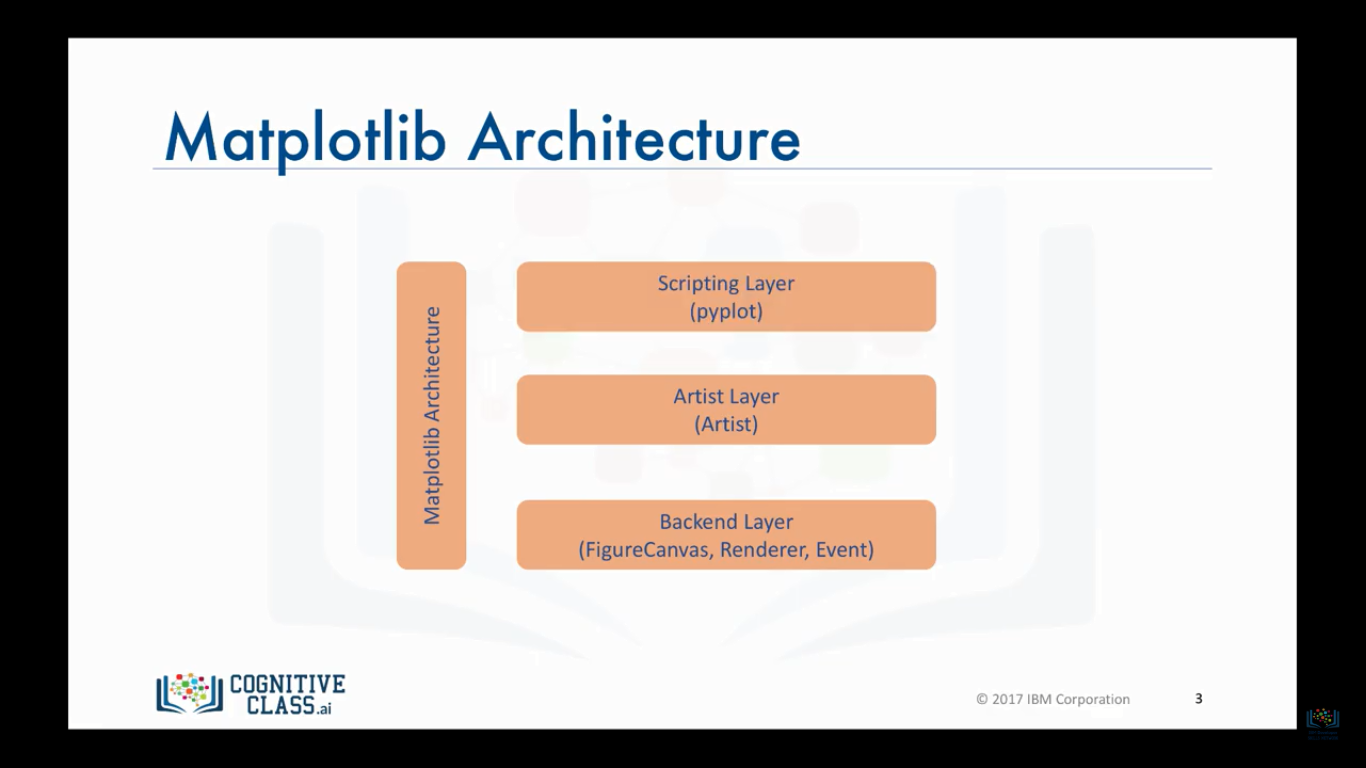 Matplotlib Architecture
Matplotlib Architecture
Scripting Layer
(pyplot)
Artist Layer
(Artist)
Backend Layer
(FigureCanvas, Renderer, Event)
COGNITIVE
CLASS.ai
© 2017 IBM Corporation
3